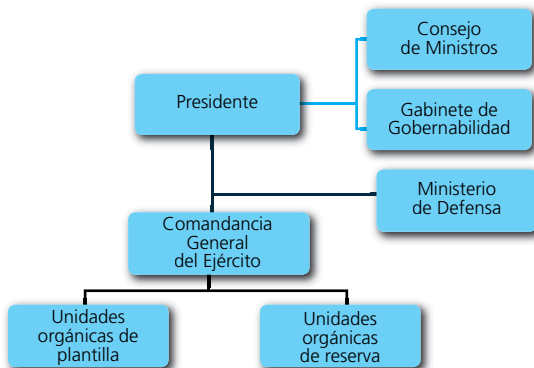 Consejo
de Ministros
Presidente
Gabinete de
Gobernabilidad
Ministerio
de Defensa
Comandancia
General
del Ejército
Unidades
orgánicas de
plantilla
Unidades
orgánicas
de reserva